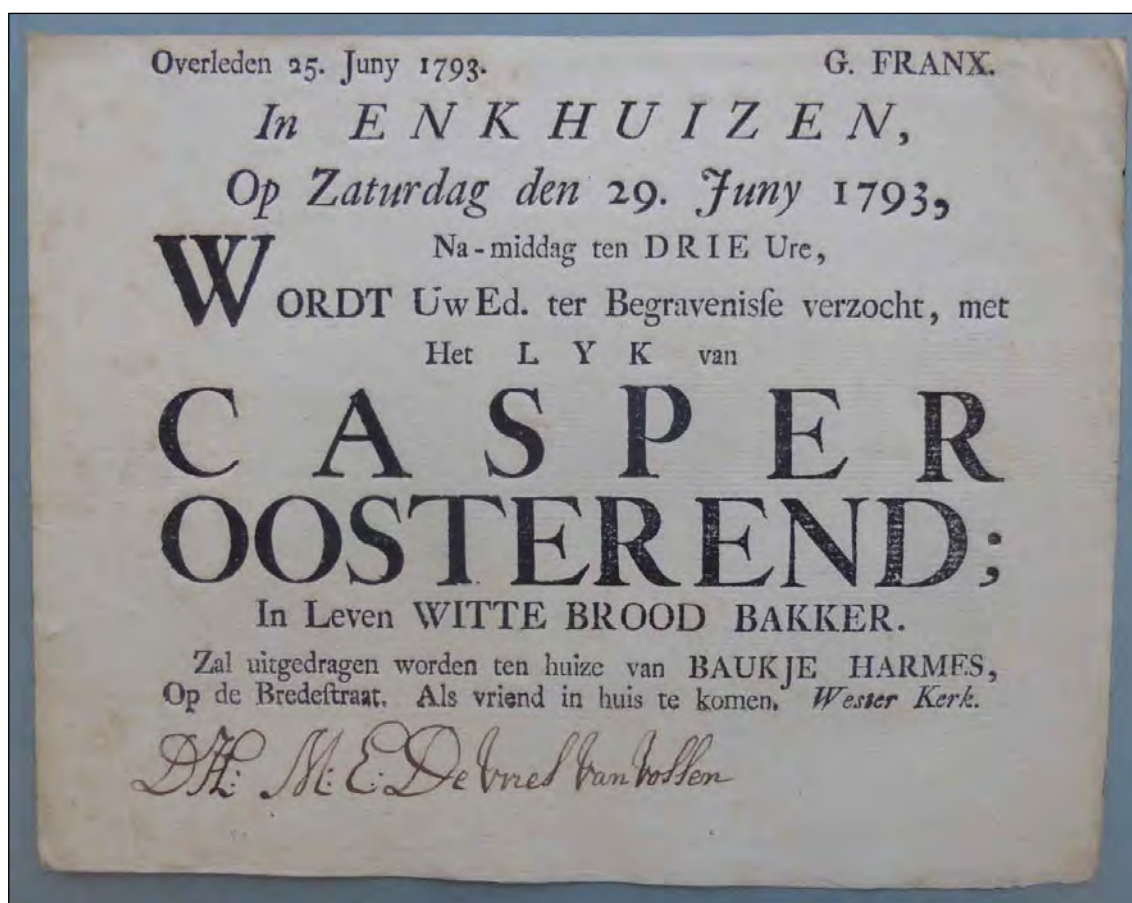 Overleden 25. Juny 1793. G. FRANX.
In ENKHUIZEN,
Op Zaturdag den 29. Juny 1793,
Na-middag ten DRIE Ure,
WORDT UwEd. ter Begravenisſe verzocht, met
Het LYK van
CASPER
OOSTEREND;
In Leven WITTE BROOD BAKKER.
Zal uitgedragen worden ten huize van BAUKJE HARMES,
Op de Bredeſtraat. Als vriend in huis te komen. Wester Kerk.
DH: M: E: De Vries Van